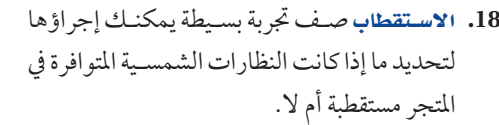 18. الاستقطاب صف تجربة بسيطة يمكنك إجراؤها
لتحديد ما إذا كانت النظارات الشمسية المتوافرة في
المتجر مستقطبة أم لا.